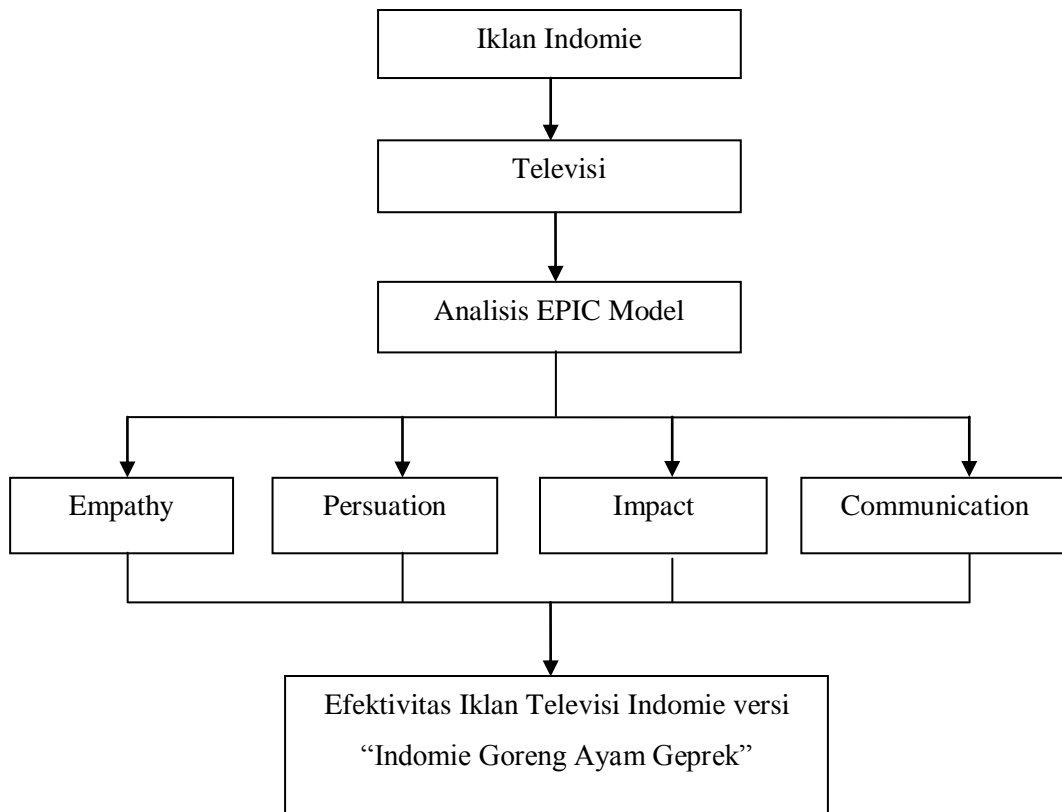 Iklan Indomie
Televisi
Analisis EPIC Model
Empathy
Persuation
Impact
Communication
Efektivitas Iklan Televisi Indomie versi
“Indomie Goreng Ayam Geprek”